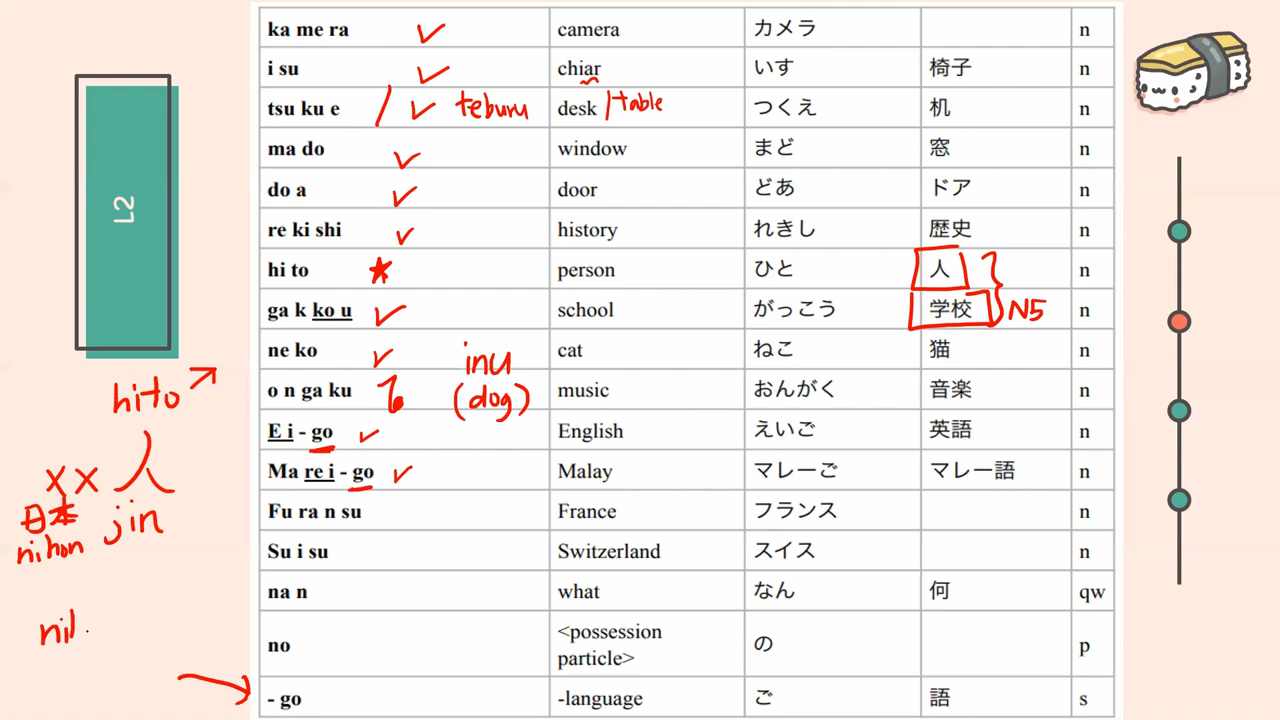 L2
ka me ra camera カメラ n
i su chiar いす 椅子 n
tsu ku e / teburu desk /table つくえ 机 n
ma do window まど 窓 n
do a door どあ ドア n
re ki shi history れきし 歴史 n
hi to person ひと 人 n
ga k ko u school がっこう 学校 n N5
ne ko inu cat ねこ 猫 n
o n ga ku (dog) music おんがく 音楽 n
E i - go English えいご 英語 n
Ma re i - go Malay マレーご マレー語 n
Fu ra n su France フランス n
Su i su Switzerland スイス n
na n what なん 何 qw
no <possession particle> の p
- go -language ご 語 s
hito
xx 人
日本 jin
nihon